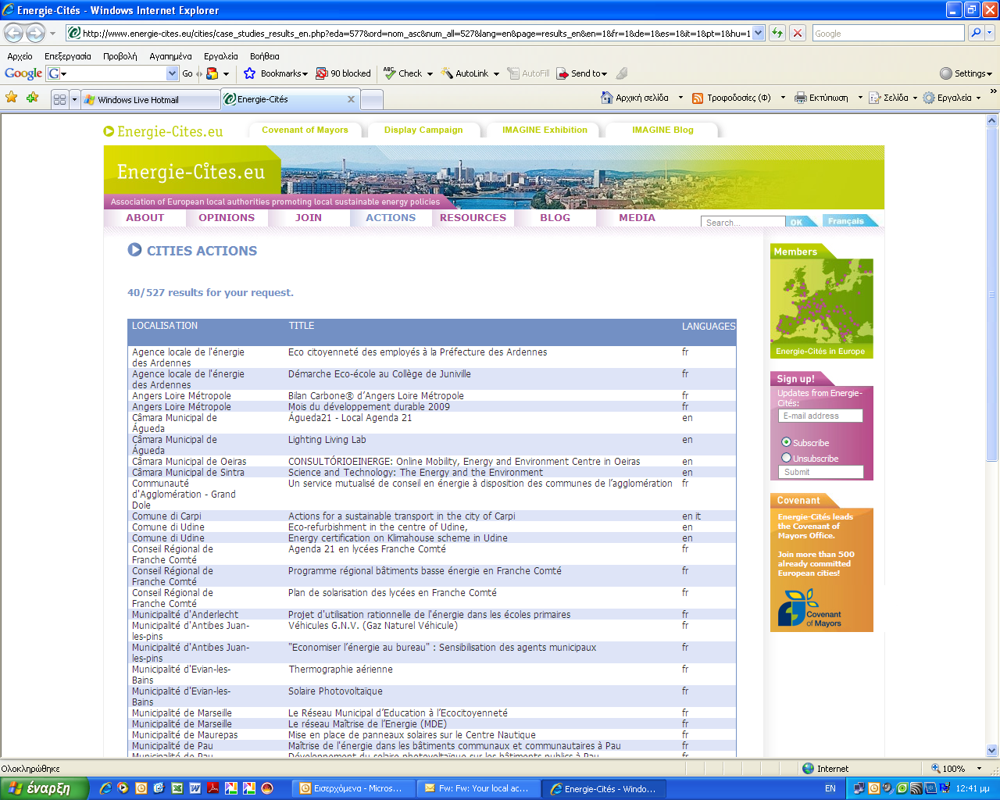 Energie-Cités - Windows Internet Explorer
http://www.energie-cites.eu/cities/case_studies_results_en.php?eda=577&ord=nom_asc&num_all=527&lang=en&page=results_en&en=1&fr=1&de=1&es=1&it=1&pt=1&hu=1
Google
Αρχείο Επεξεργασία Προβολή Αγαπημένα Εργαλεία Βοήθεια
Google G Go Bookmarks 90 blocked ABC Check AutoLink AutoFill Send to Settings
Windows Live Hotmail Energie-Cités Αρχική σελίδα Τροφοδοσίες (Φ) Εκτύπωση Σελίδα Εργαλεία
Energie-Cites.eu Covenant of Mayors Display Campaign IMAGINE Exhibition IMAGINE Blog
Energie-Cîtes.eu
Association of European local authorities promoting local sustainable energy policies
ABOUT OPINIONS JOIN ACTIONS RESOURCES BLOG MEDIA Search... OK Français
CITIES ACTIONS
40/527 results for your request.
LOCALISATION TITLE LANGUAGES
Agence locale de l'énergie Eco citoyenneté des employés à la Préfecture des Ardennes fr
des Ardennes
Agence locale de l'énergie Démarche Eco-école au Collège de Juniville fr
des Ardennes
Angers Loire Métropole Bilan Carbone® d’Angers Loire Métropole fr
Angers Loire Métropole Mois du développement durable 2009 fr
Câmara Municipal de Águeda21 - Local Agenda 21 en
Águeda
Câmara Municipal de Lighting Living Lab en
Águeda
Câmara Municipal de Oeiras CONSULTÓRIOEINERGE: Online Mobility, Energy and Environment Centre in Oeiras en
Câmara Municipal de Sintra Science and Technology: The Energy and the Environment en
Communauté Un service mutualisé de conseil en énergie à disposition des communes de l’agglomération fr
d'Agglomération - Grand
Dole
Comune di Carpi Actions for a sustainable transport in the city of Carpi en it
Comune di Udine Eco-refurbishment in the centre of Udine, en
Comune di Udine Energy certification on Klimahouse scheme in Udine en
Conseil Régional de Agenda 21 en lycées Franche Comté fr
Franche Comté
Conseil Régional de Programme régional bâtiments basse énergie en Franche Comté fr
Franche Comté
Conseil Régional de Plan de solarisation des lycées en Franche Comté fr
Franche Comté
Municipalité d'Anderlecht Projet d'utilisation rationnelle de l'énergie dans les écoles primaires fr
Municipalité d'Antibes Juan- Véhicules G.N.V. (Gaz Naturel Véhicule) fr
les-pins
Municipalité d'Antibes Juan- "Economiser l’énergie au bureau" : Sensibilisation des agents municipaux fr
les-pins
Municipalité d'Evian-les- Thermographie aérienne fr
Bains
Municipalité d'Evian-les- Solaire Photovoltaïque fr
Bains
Municipalité de Marseille Le Réseau Municipal d’Education à l’Ecocitoyenneté fr
Municipalité de Marseille Le réseau Maîtrise de l’Energie (MDE) fr
Municipalité de Maurepas Mise en place de panneaux solaires sur le Centre Nautique fr
Municipalité de Pau Maîtrise de l'énergie dans les bâtiments communaux et communautaires à Pau fr
Municipalité de Pau Développement du solaire photovoltaïque sur les bâtiments publics à Pau fr
Members
Energie-Cités in Europe
Sign up!
Updates from Energie-
Cités:
E-mail address
Subscribe
Unsubscribe
Submit
Covenant
Energie-Cités leads
the Covenant of
Mayors Office.
Join more than 500
already committed
European cities!
Covenant
of Mayors
Ολοκληρώθηκε Internet 100%
έναρξη Εισερχόμενα - Micros... Fw: Fw: Your local ac... Energie-Cités - Windo... EN 12:41 μμ